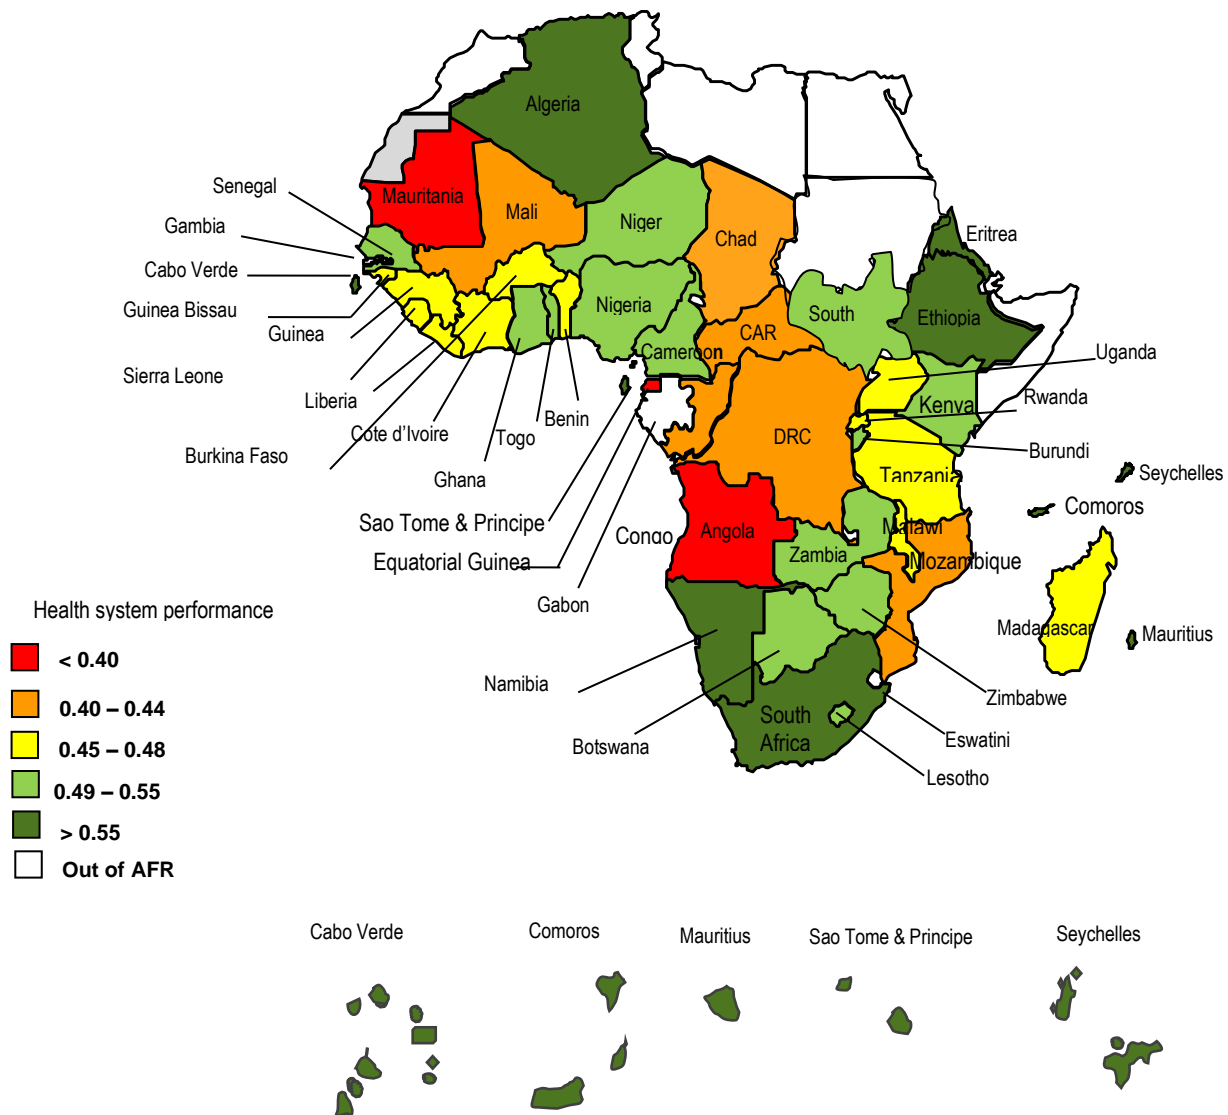 Algeria
Senegal
Mauritania
Mali
Niger
Chad
Eritrea
Gambia
Cabo Verde
Guinea Bissau
Nigeria
South
Ethiopia
Guinea
CAR
Cameroon
Uganda
Sierra Leone
Liberia
Cote d'Ivoire
Togo
Benin
Kenya
Rwanda
Burkina Faso
Ghana
DRC
Burundi
Tanzania
Seychelles
Sao Tome & Principe
Comoros
Congo
Angola
Malawi
Equatorial Guinea
Zambia
Mozambique
Gabon
Health system performance
Madagascar
Mauritius
< 0.40
Namibia
Zimbabwe
0.40 – 0.44
South
Africa
Botswana
Eswatini
0.45 – 0.48
Lesotho
0.49 – 0.55
> 0.55
Out of AFR
Cabo Verde
Comoros
Mauritius
Sao Tome & Principe
Seychelles